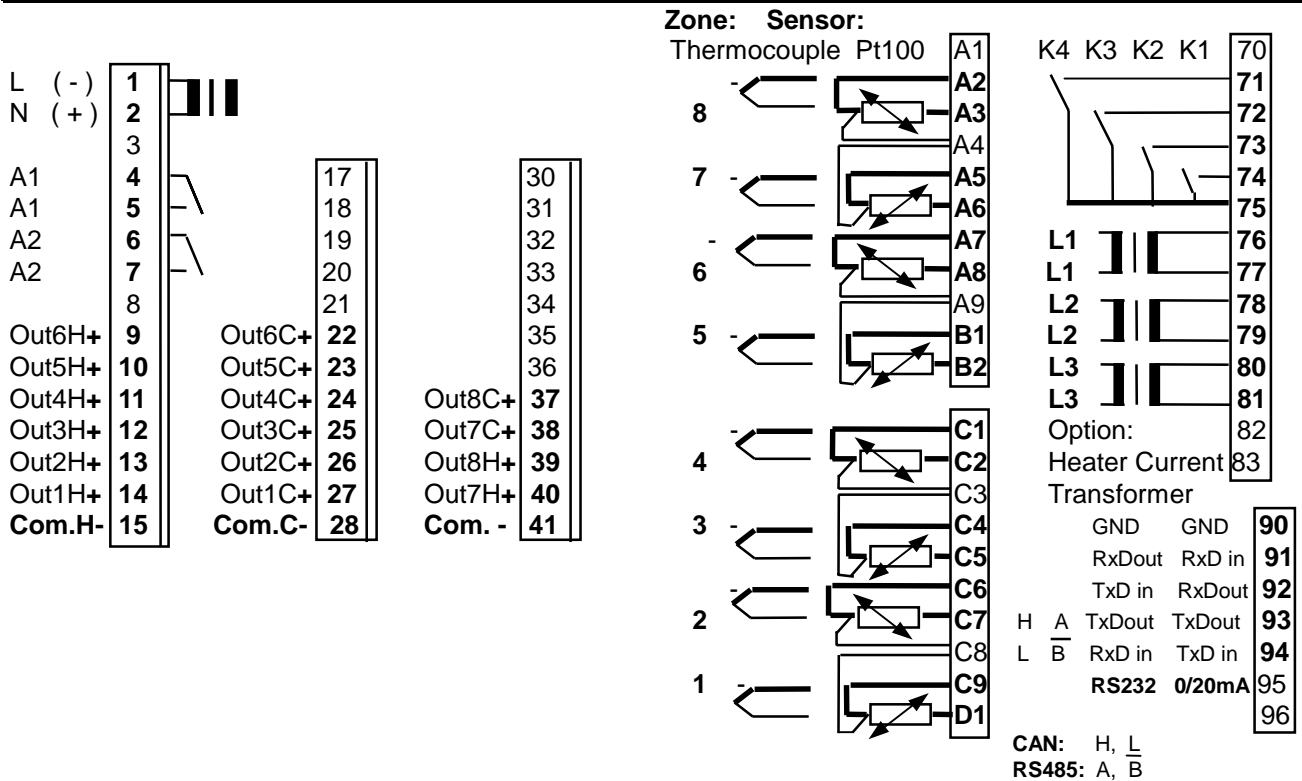 Zone: Sensor:
Thermocouple Pt100 A1
A2
8 - A3
A4
7 - A5
A6
- A7
6 A8
A9
5 - B1
B2
- C1
4 C2
C3
3 - C4
C5
- C6
2 C7
C8
1 - C9
D1
L ( - ) 1
N ( + ) 2
3
A1 4
A1 5
A2 6
A2 7
8
Out6H+ 9
Out5H+ 10
Out4H+ 11
Out3H+ 12
Out2H+ 13
Out1H+ 14
Com.H- 15
17
18
19
20
21
Out6C+ 22
Out5C+ 23
Out4C+ 24
Out3C+ 25
Out2C+ 26
Out1C+ 27
Com.C- 28
30
31
32
33
34
35
36
Out8C+ 37
Out7C+ 38
Out8H+ 39
Out7H+ 40
Com. - 41
K4 K3 K2 K1 70
71
72
73
74
75
L1 76
L1 77
L2 78
L2 79
L3 80
L3 81
Option: 82
Heater Current 83
Transformer
GND GND 90
RxDout RxD in 91
TxD in RxDout 92
H A TxDout TxDout 93
L B̅ RxD in TxD in 94
RS232 0/20mA 95
96
CAN: H, L
RS485: A, B̅